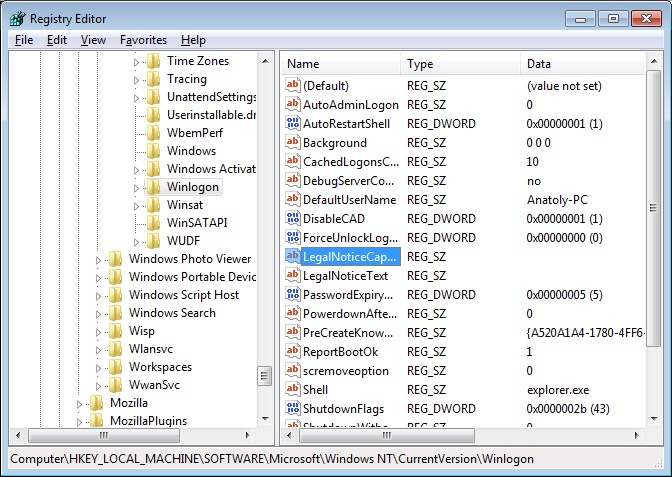 Registry Editor
File Edit View Favorites Help
Time Zones
Tracing
UnattendSettings
Userinstallable.dr
WbemPerf
Windows
Windows Activat
Winlogon
Winsat
WinSATAPI
WUDF
Windows Photo Viewer
Windows Portable Devic
Windows Script Host
Windows Search
Wisp
Wlansvc
Workspaces
WwanSvc
Mozilla
MozillaPlugins
Name Type Data
(Default) REG_SZ (value not set)
AutoAdminLogon REG_SZ 0
AutoRestartShell REG_DWORD 0x00000001 (1)
Background REG_SZ 0 0 0
CachedLogonsC... REG_SZ 10
DebugServerCo... REG_SZ no
DefaultUserName REG_SZ Anatoly-PC
DisableCAD REG_DWORD 0x00000001 (1)
ForceUnlockLog... REG_DWORD 0x00000000 (0)
LegalNoticeCap... REG_SZ
LegalNoticeText REG_SZ
PasswordExpiry... REG_DWORD 0x00000005 (5)
PowerdownAfte... REG_SZ 0
PreCreateKnow... REG_SZ {A520A1A4-1780-4FF6-
ReportBootOk REG_SZ 1
scremoveoption REG_SZ 0
Shell REG_SZ explorer.exe
ShutdownFlags REG_DWORD 0x0000002b (43)
ShutdownWitho... REG_SZ 0
Computer\HKEY_LOCAL_MACHINE\SOFTWARE\Microsoft\Windows NT\CurrentVersion\Winlogon